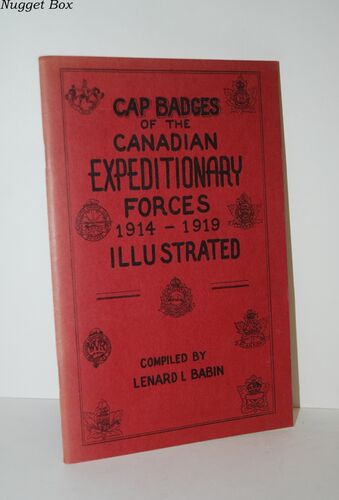 Nugget Box
CAP BADGES
OF THE
CANADIAN
EXPEDITIONARY
FORCES
1914 - 1919
ILLUSTRATED
COMPILED BY
LENARD L BABIN